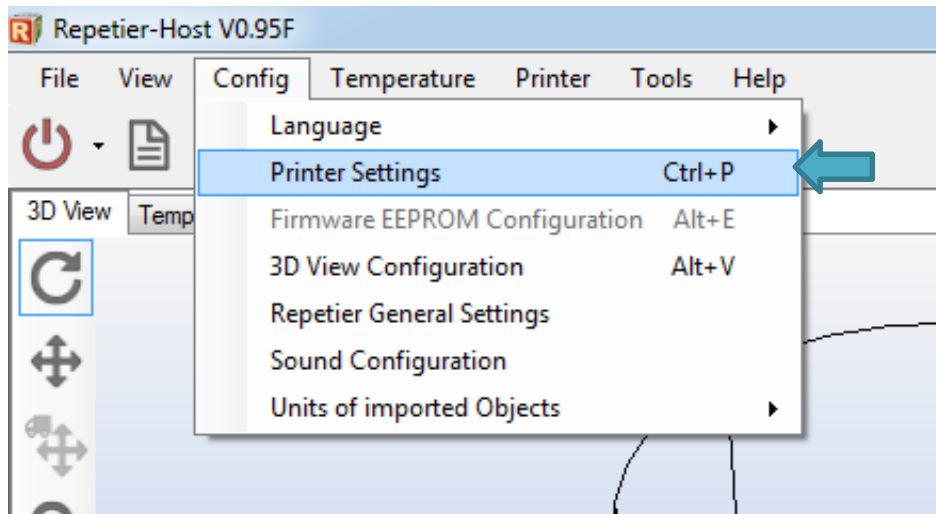 Repetier-Host V0.95F
File View Config Temperature Printer Tools Help
Language
Printer Settings Ctrl+P
3D View Temp
Firmware EEPROM Configuration Alt+E
3D View Configuration Alt+V
Repetier General Settings
Sound Configuration
Units of imported Objects